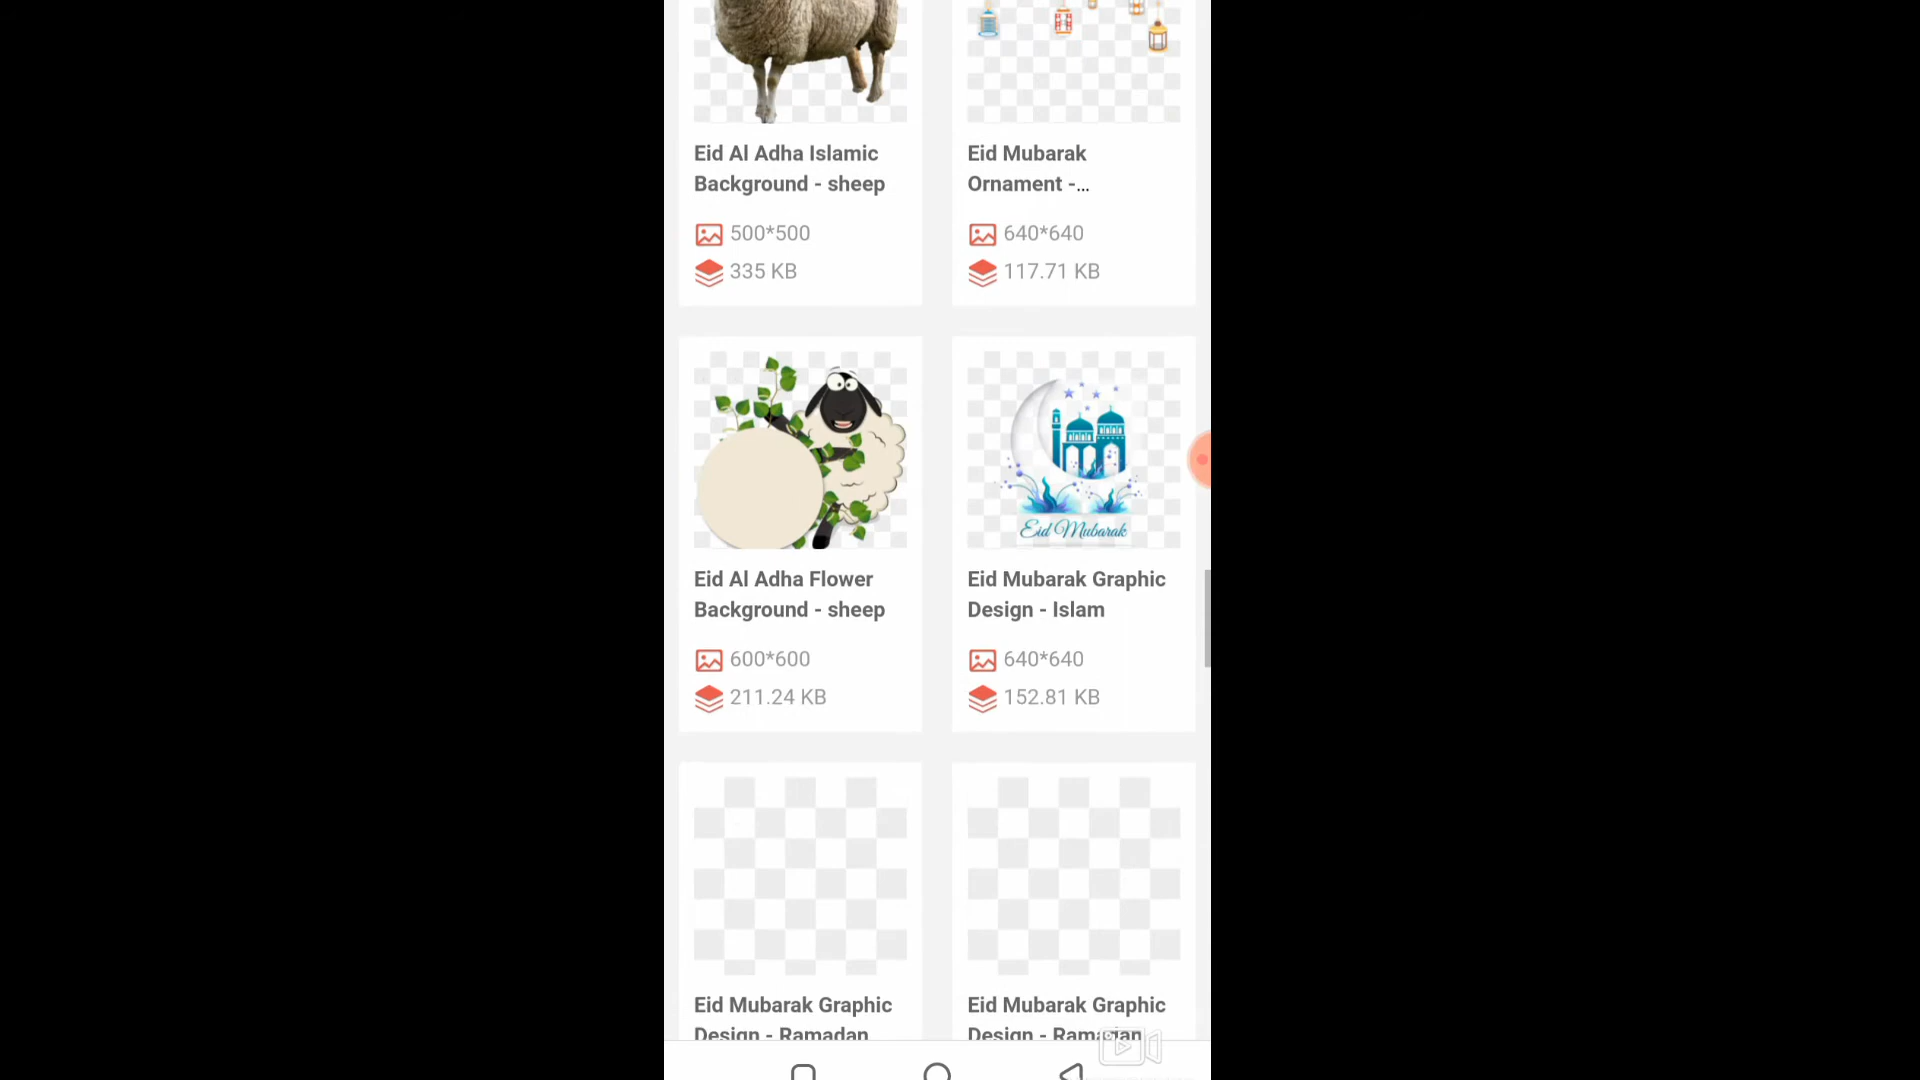 Eid Al Adha Islamic
Background - sheep
500*500
335 KB
Eid Mubarak
Ornament -...
640*640
117.71 KB
Eid Mubarak
Eid Al Adha Flower
Background - sheep
600*600
211.24 KB
Eid Mubarak Graphic
Design - Islam
640*640
152.81 KB
Eid Mubarak Graphic
Design - Ramadan
Eid Mubarak Graphic
Design - Ramadan